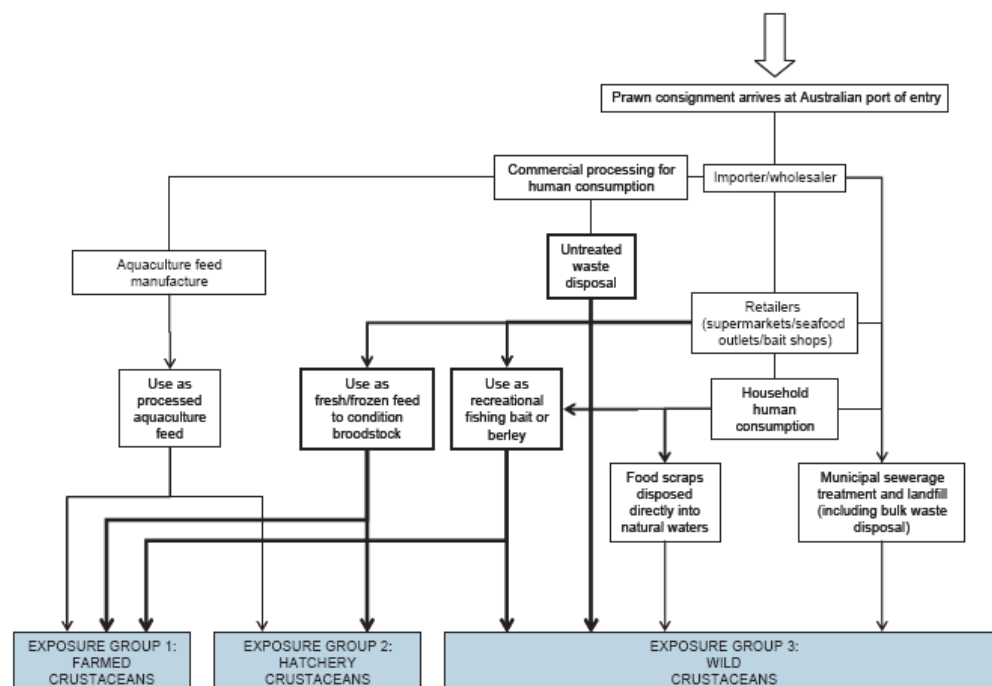 Prawn consignment arrives at Australian port of entry
Commercial processing for
human consumption
Importer/wholesaler
Untreated
waste
disposal
Aquaculture feed
manufacture
Retailers
(supermarkets/seafood
outlets/bait shops)
Use as
processed
aquaculture
feed
Use as
fresh/frozen feed
to condition
broodstock
Use as
recreational
fishing bait or
berley
Household
human
consumption
Food scraps
disposed
directly into
natural waters
Municipal sewerage
treatment and landfill
(including bulk waste
disposal)
EXPOSURE GROUP 1:
FARMED
CRUSTACEANS
EXPOSURE GROUP 2:
HATCHERY
CRUSTACEANS
EXPOSURE GROUP 3:
WILD
CRUSTACEANS